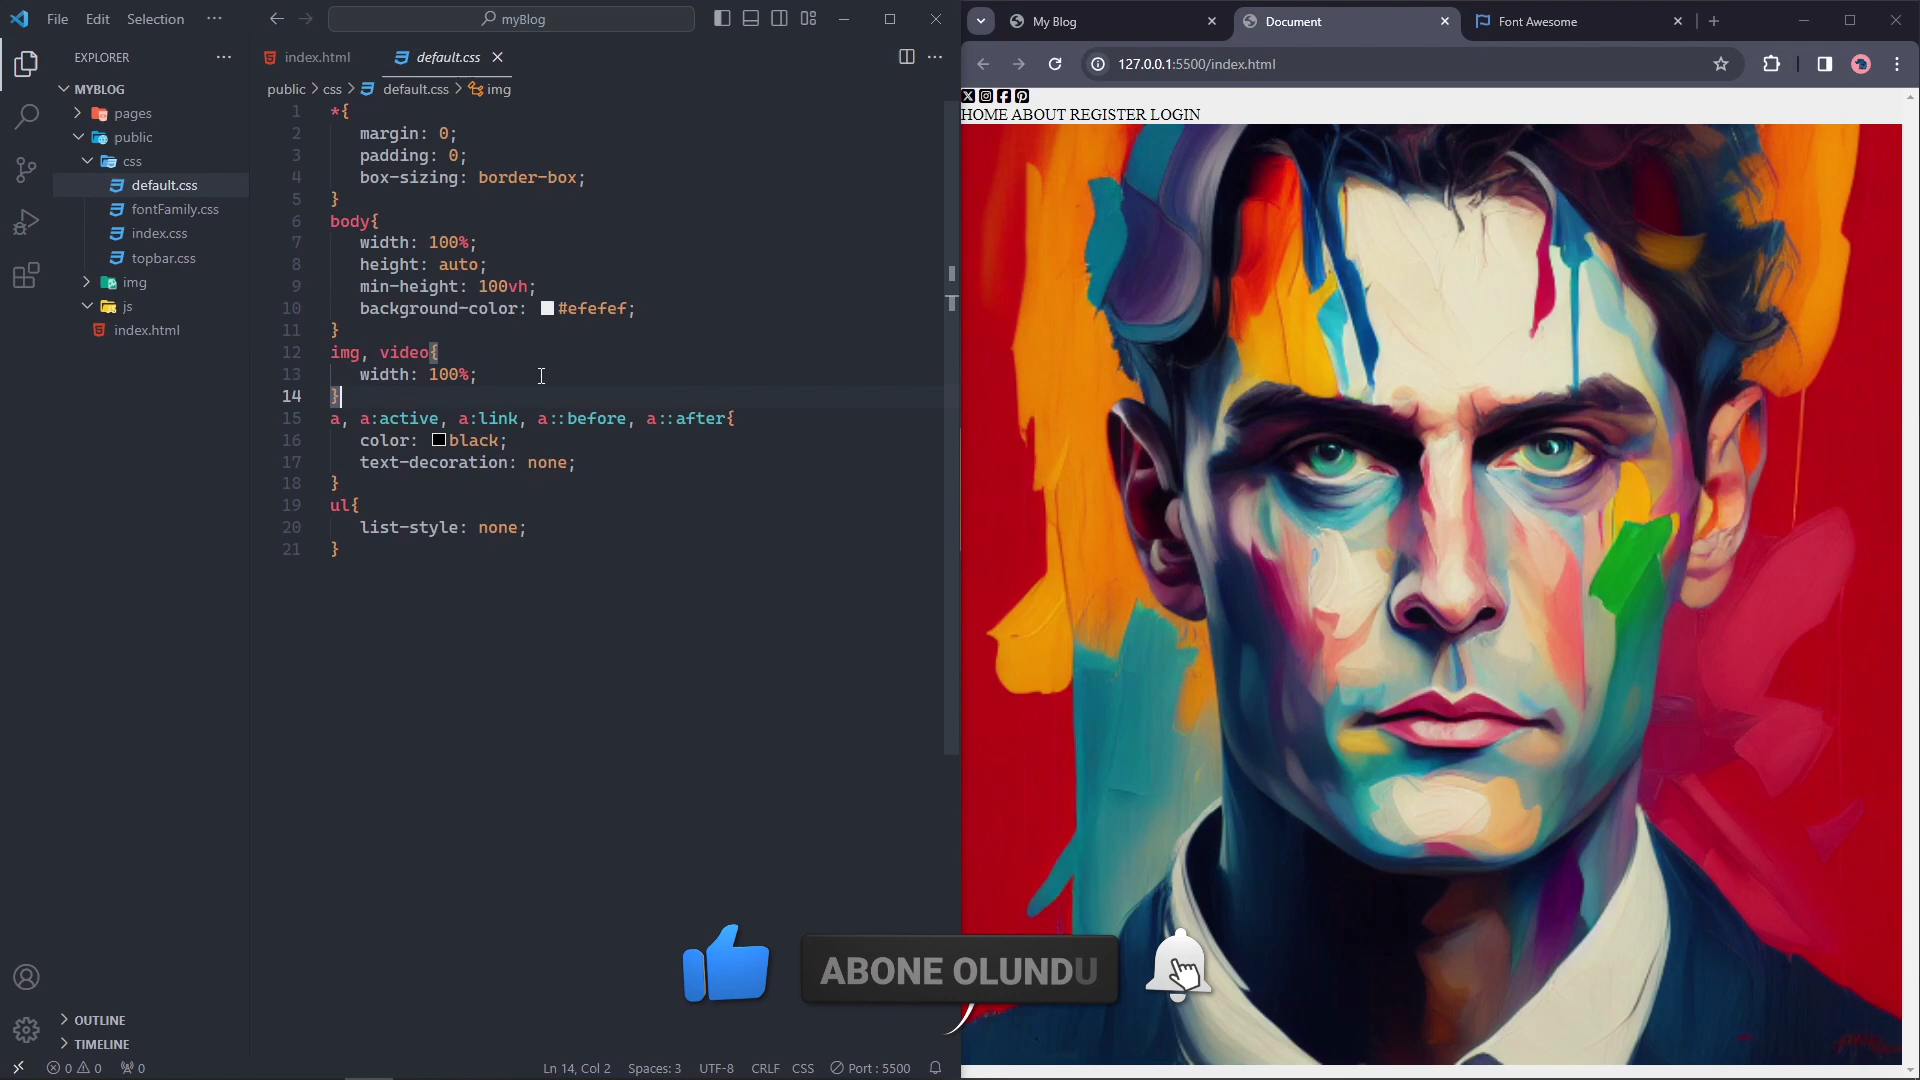 File Edit Selection ···
myBlog
EXPLORER
MYBLOG
pages
public
css
default.css
fontFamily.css
index.css
topbar.css
img
js
index.html
OUTLINE
TIMELINE
index.html
default.css
public > css > default.css > img
1 *{
2 margin: 0;
3 padding: 0;
4 box-sizing: border-box;
5 }
6 body{
7 width: 100%;
8 height: auto;
9 min-height: 100vh;
10 background-color: #efefef;
11 }
12 img, video{
13 width: 100%;
14 }
15 a, a:active, a:link, a::before, a::after{
16 color: black;
17 text-decoration: none;
18 }
19 ul{
20 list-style: none;
21 }
0 0 0
Ln 14, Col 2 Spaces: 3 UTF-8 CRLF CSS Port : 5500
My Blog
Document
Font Awesome
127.0.0.1:5500/index.html
HOME ABOUT REGISTER LOGIN
ABONE OLUNDU